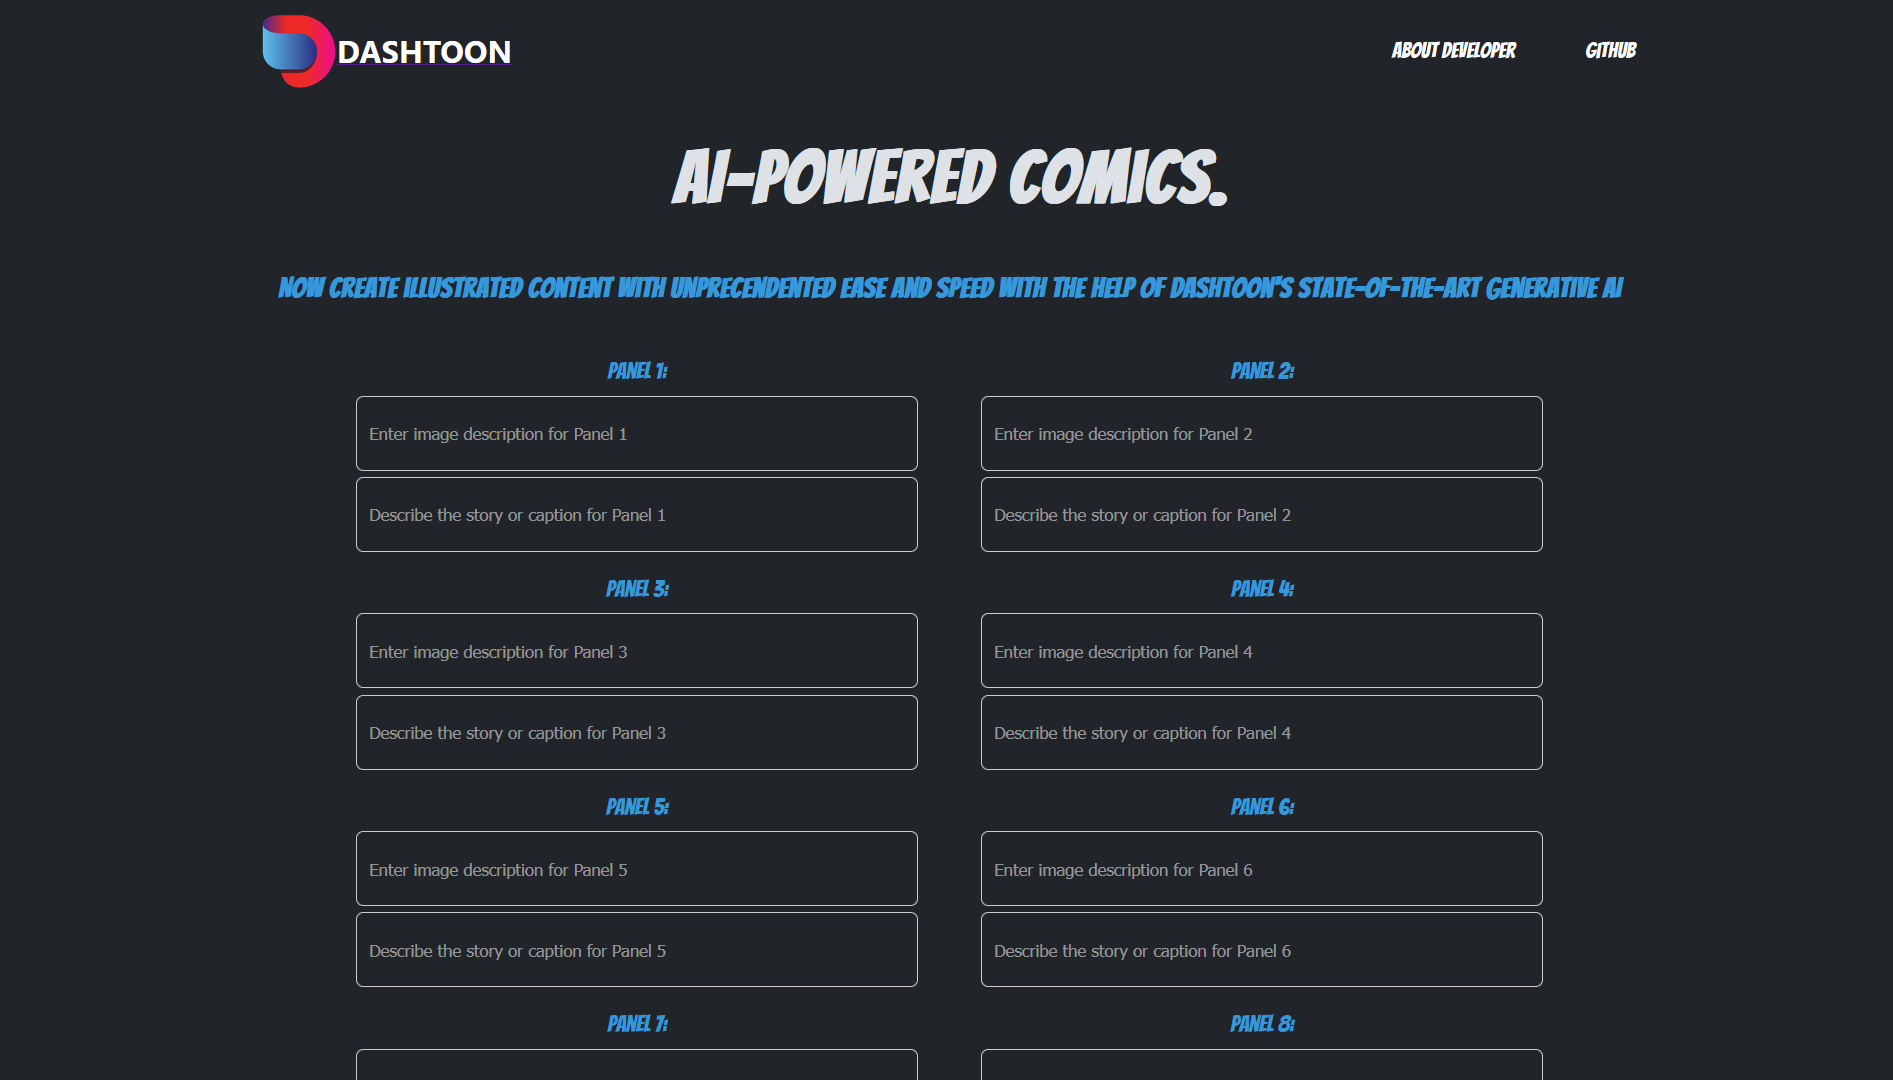 DASHTOON
ABOUT DEVELOPER GITHUB
AI-POWERED COMICS.
NOW CREATE ILLUSTRATED CONTENT WITH UNPRECENDENTED EASE AND SPEED WITH THE HELP OF DASHTOON'S STATE-OF-THE-ART GENERATIVE AI
PANEL 1: PANEL 2:
Enter image description for Panel 1 Enter image description for Panel 2
Describe the story or caption for Panel 1 Describe the story or caption for Panel 2
PANEL 3: PANEL 4:
Enter image description for Panel 3 Enter image description for Panel 4
Describe the story or caption for Panel 3 Describe the story or caption for Panel 4
PANEL 5: PANEL 6:
Enter image description for Panel 5 Enter image description for Panel 6
Describe the story or caption for Panel 5 Describe the story or caption for Panel 6
PANEL 7: PANEL 8: